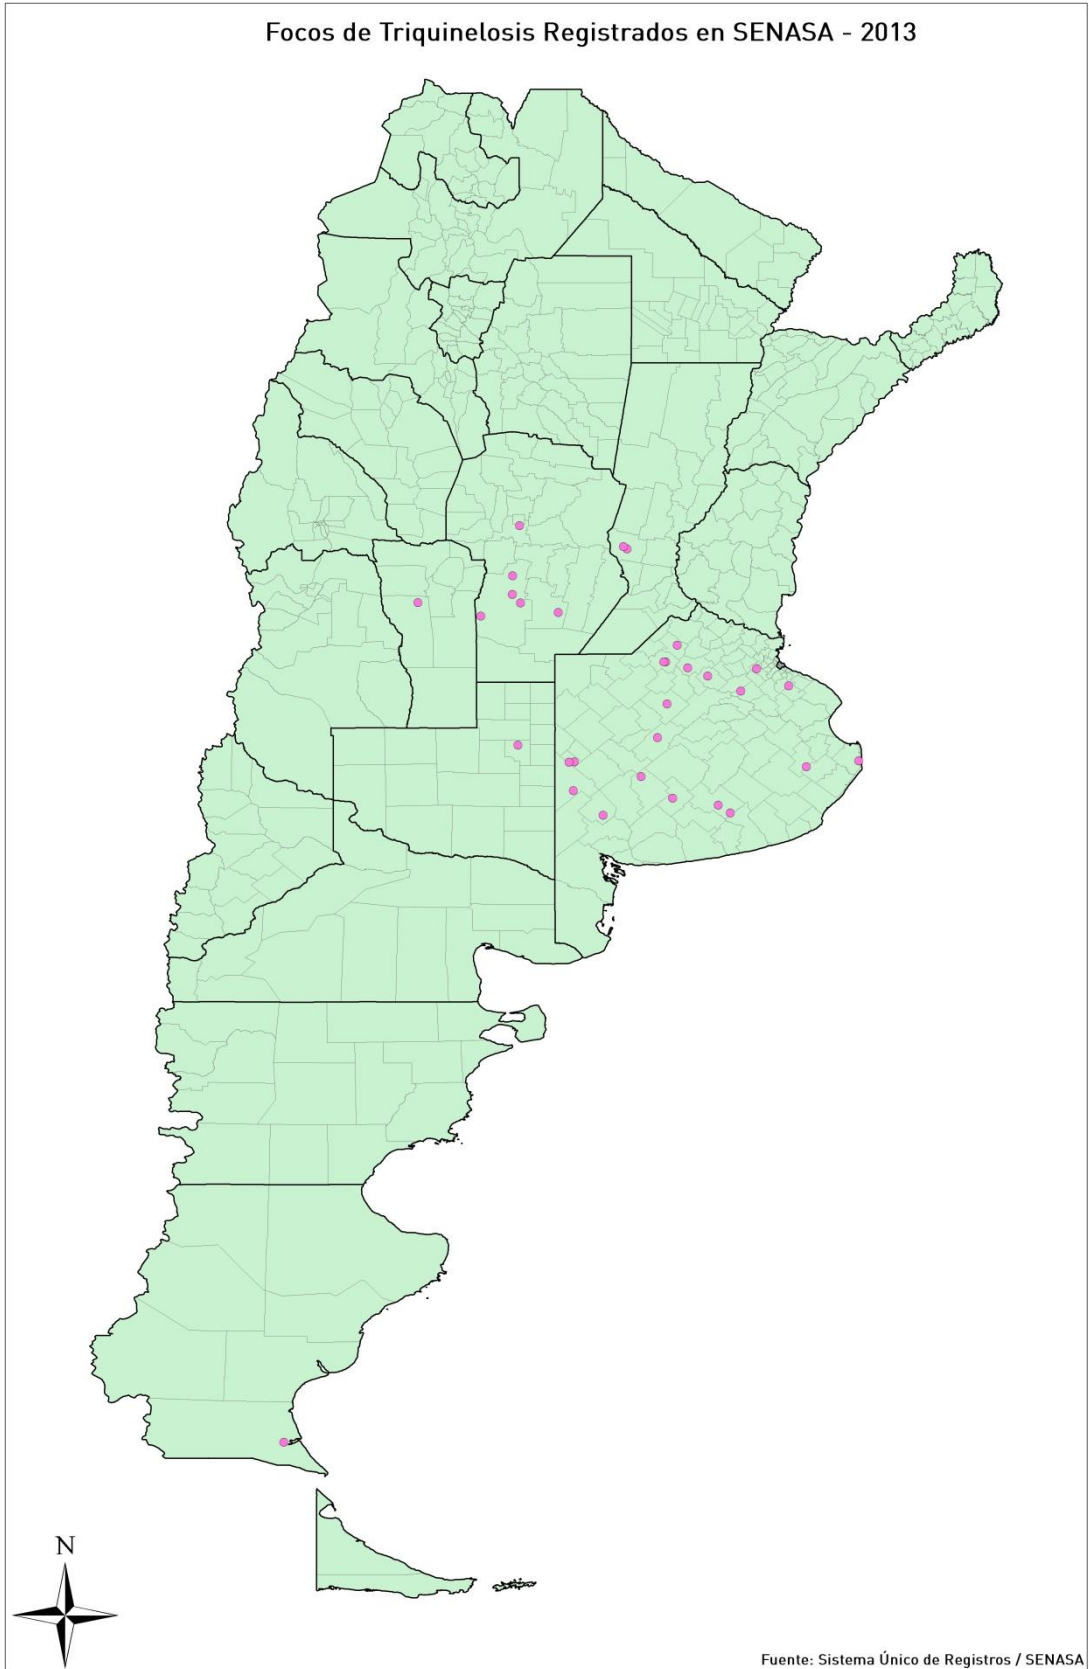 Focos de Triquinelosis Registrados en SENASA - 2013
N
Fuente: Sistema Único de Registros / SENASA